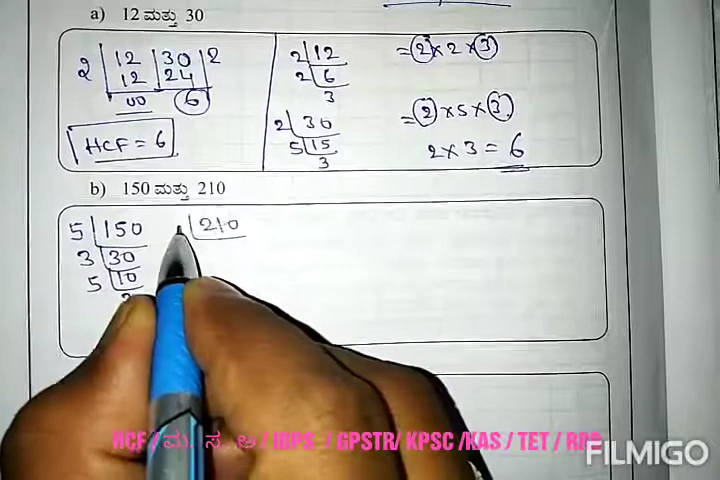 a) 12 ಮತ್ತು 30
2 | 12 | 30 | 2
12 | 24
00 6
HCF = 6
2 | 12
2 | 6
3
2 | 30
5 | 15
3
= 2 × 2 × 3
= 2 × 5 × 3
2 × 3 = 6
b) 150 ಮತ್ತು 210
5 | 150
3 | 30
5 | 10
210
HCF / ಮ. ಸ. ಅ / IBPS / GPSTR/ KPSC /KAS / TET / RRB
FILMIGO